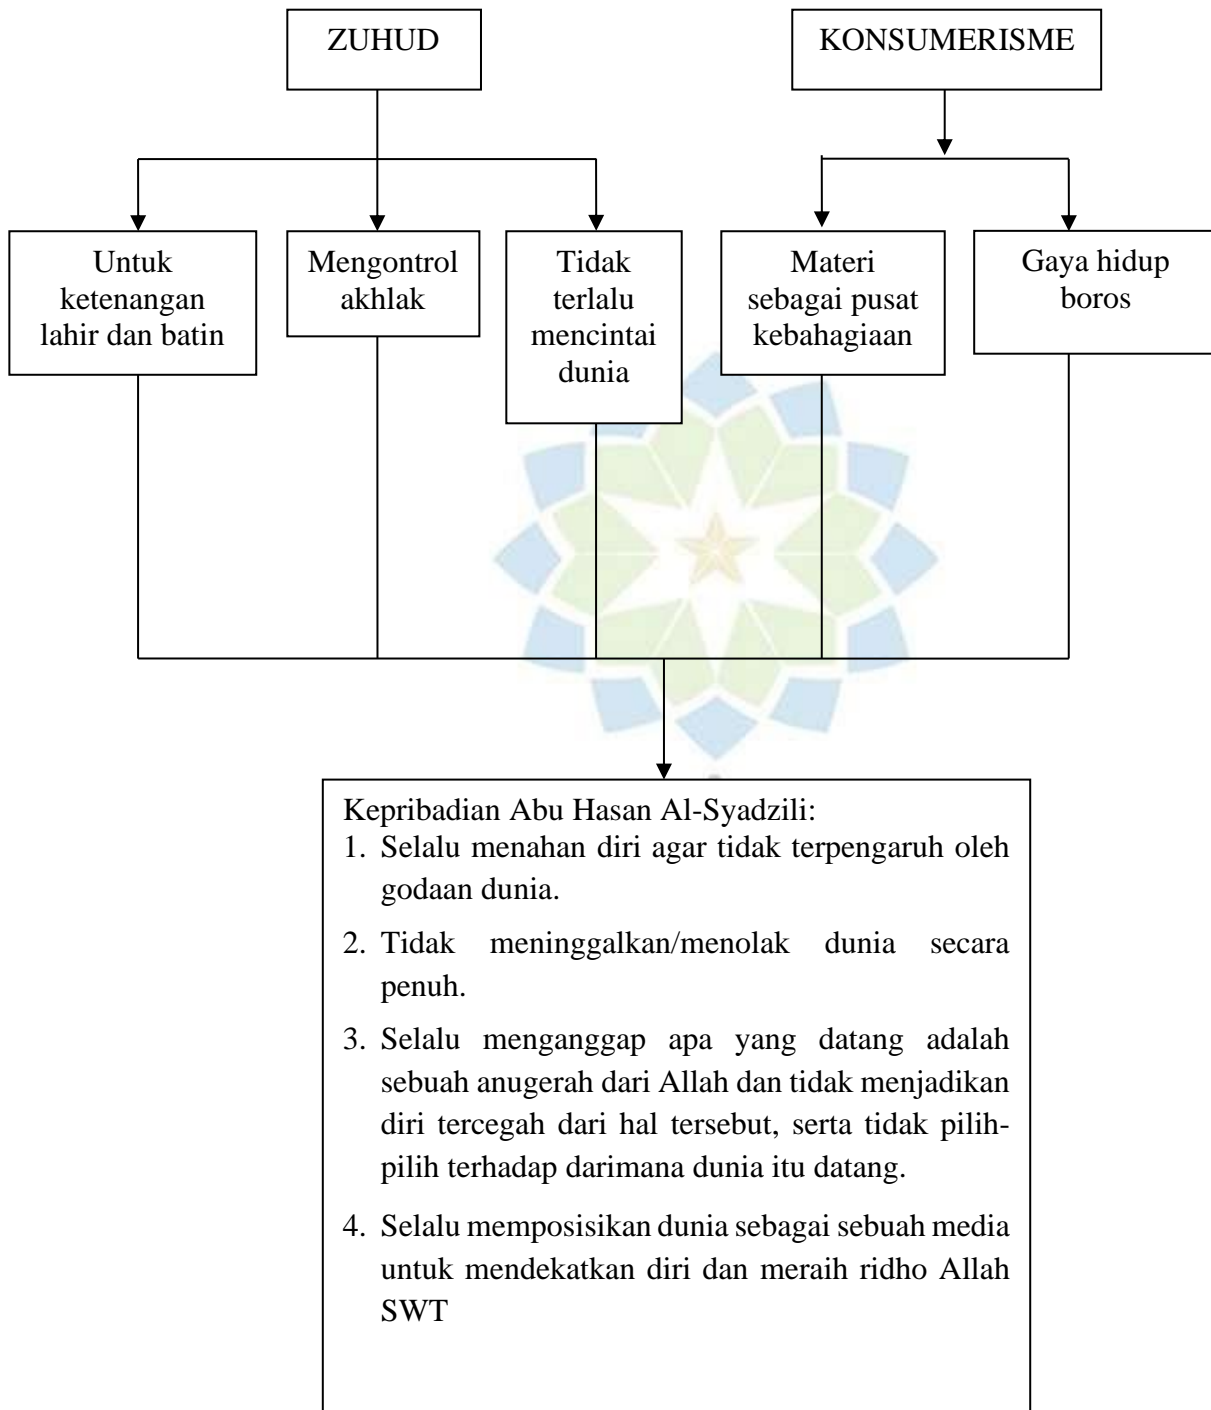 ZUHUD
KONSUMERISME
Untuk
ketenangan
lahir dan batin
Mengontrol
akhlak
Tidak
terlalu
mencintai
dunia
Materi
sebagai pusat
kebahagiaan
Gaya hidup
boros
Kepribadian Abu Hasan Al-Syadzili:
1. Selalu menahan diri agar tidak terpengaruh oleh
godaan dunia.
2. Tidak meninggalkan/menolak dunia secara
penuh.
3. Selalu menganggap apa yang datang adalah
sebuah anugerah dari Allah dan tidak menjadikan
diri tercegah dari hal tersebut, serta tidak pilih-
pilih terhadap darimana dunia itu datang.
4. Selalu memposisikan dunia sebagai sebuah media
untuk mendekatkan diri dan meraih ridho Allah
SWT